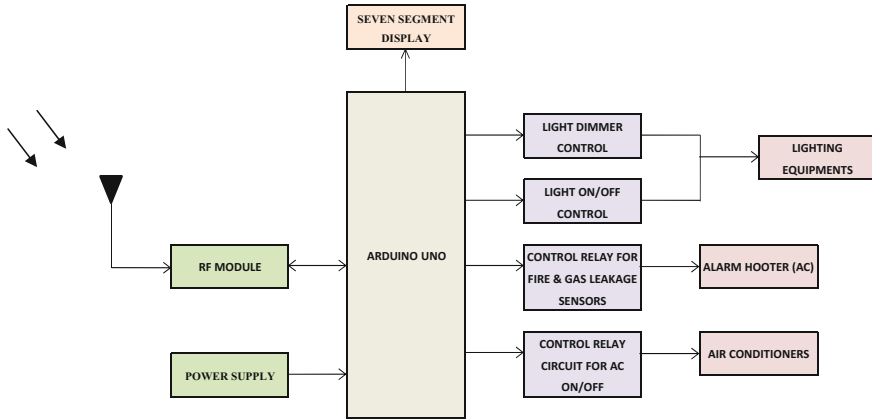 SEVEN SEGMENT
DISPLAY
LIGHT DIMMER
CONTROL
LIGHTING
EQUIPMENTS
LIGHT ON/OFF
CONTROL
RF MODULE
ARDUINO UNO
CONTROL RELAY FOR
FIRE & GAS LEAKAGE
SENSORS
ALARM HOOTER (AC)
POWER SUPPLY
CONTROL RELAY
CIRCUIT FOR AC
ON/OFF
AIR CONDITIONERS